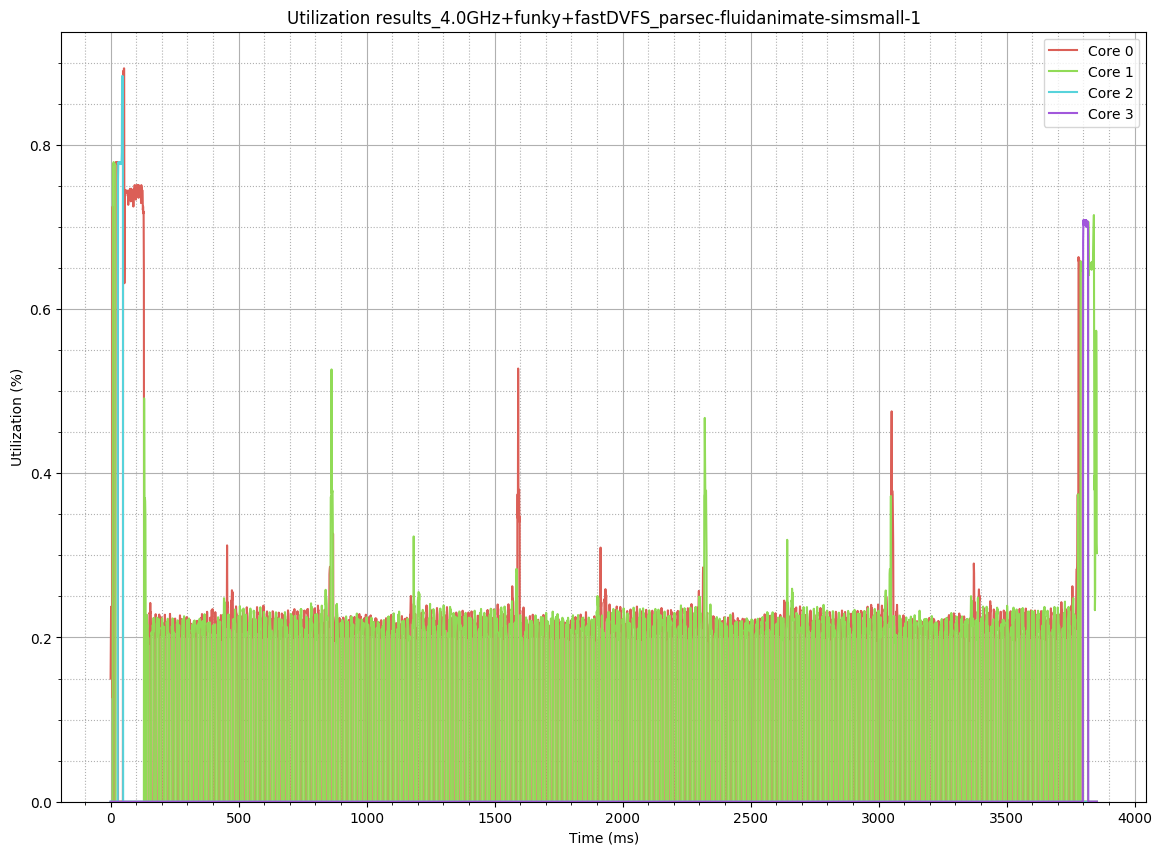 Utilization results_4.0GHz+funky+fastDVFS_parsec-fluidanimate-simsmall-1
Core 0
Core 1
Core 2
Core 3
Utilization (%)
0.8
0.6
0.4
0.2
0.0
0 500 1000 1500 2000 2500 3000 3500 4000
Time (ms)